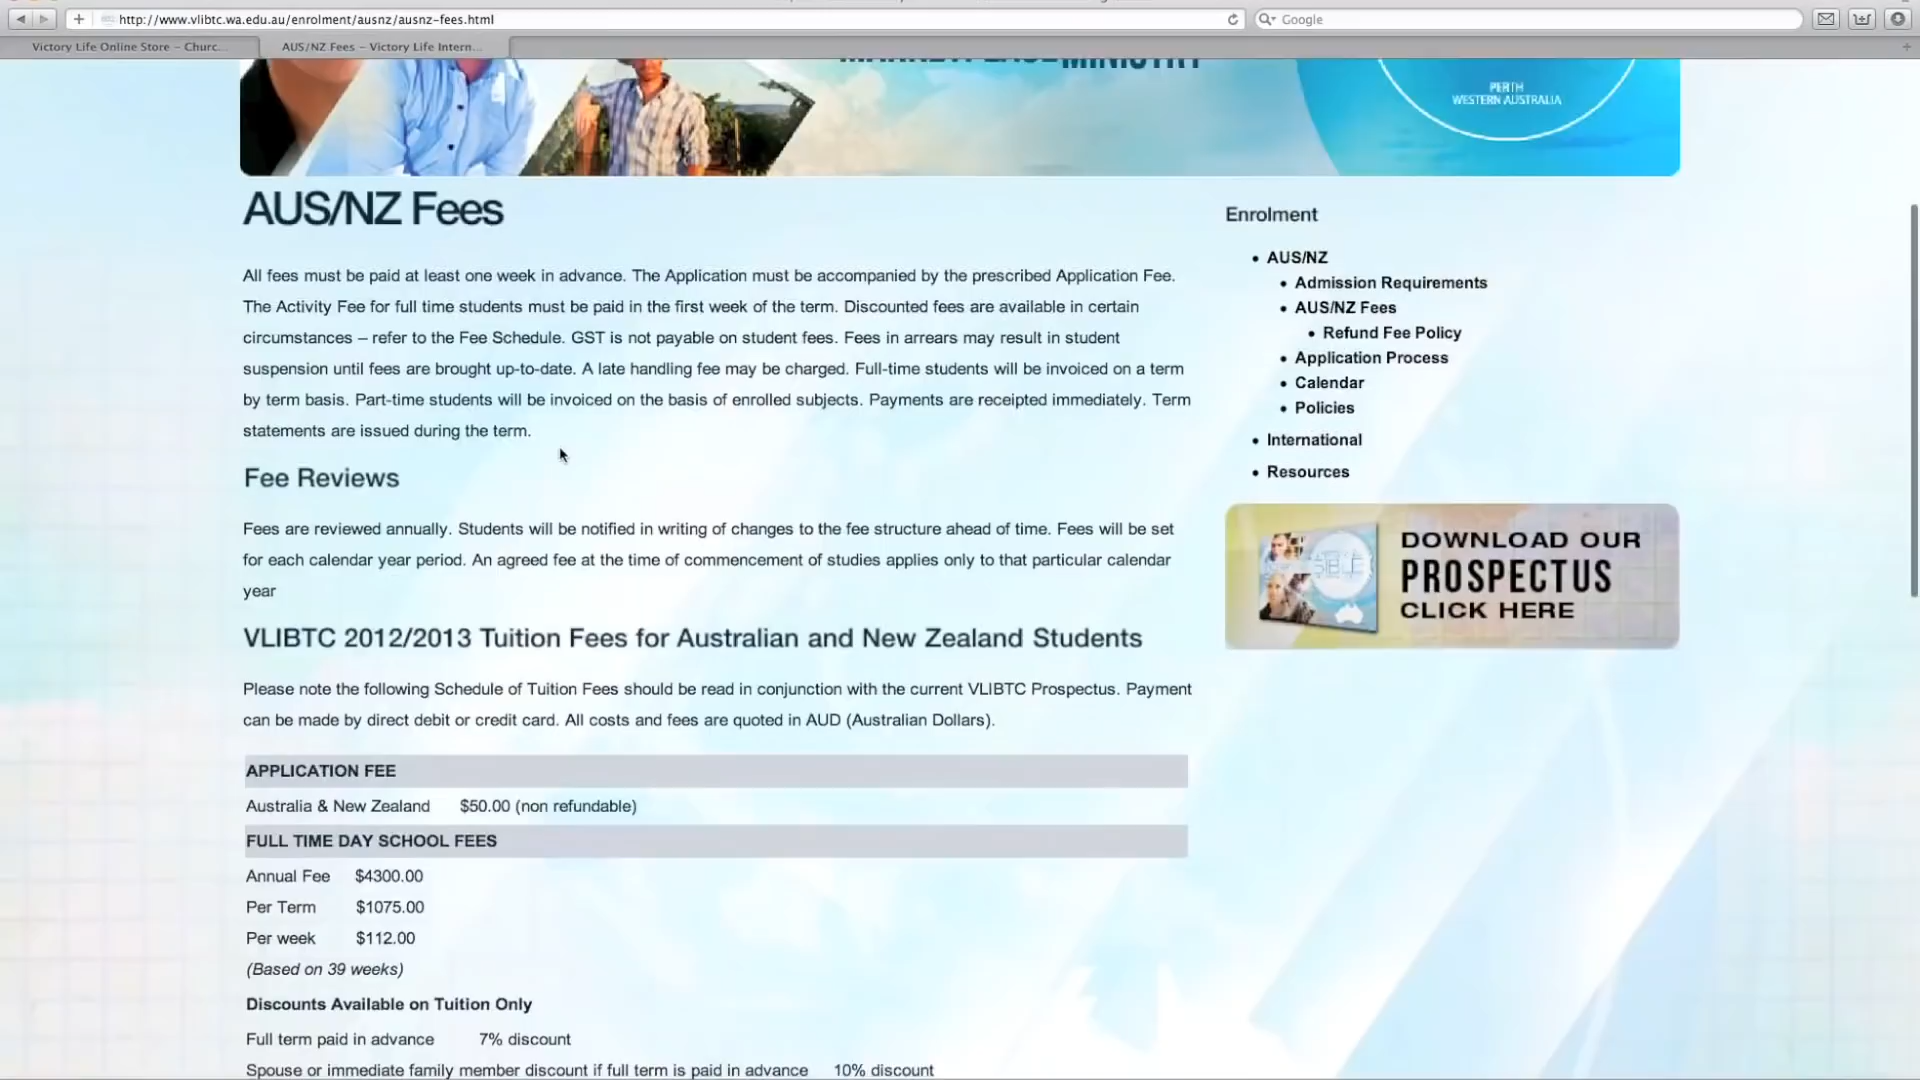 http://www.vlibtc.wa.edu.au/enrolment/ausnz/ausnz-fees.html
Google
Victory Life Online Store – Churc...
AUS/NZ Fees – Victory Life Intern...
MINISTRY
PERTH
WESTERN AUSTRALIA
AUS/NZ Fees
All fees must be paid at least one week in advance. The Application must be accompanied by the prescribed Application Fee.
The Activity Fee for full time students must be paid in the first week of the term. Discounted fees are available in certain
circumstances – refer to the Fee Schedule. GST is not payable on student fees. Fees in arrears may result in student
suspension until fees are brought up-to-date. A late handling fee may be charged. Full-time students will be invoiced on a term
by term basis. Part-time students will be invoiced on the basis of enrolled subjects. Payments are receipted immediately. Term
statements are issued during the term.
Fee Reviews
Fees are reviewed annually. Students will be notified in writing of changes to the fee structure ahead of time. Fees will be set
for each calendar year period. An agreed fee at the time of commencement of studies applies only to that particular calendar
year
VLIBTC 2012/2013 Tuition Fees for Australian and New Zealand Students
Please note the following Schedule of Tuition Fees should be read in conjunction with the current VLIBTC Prospectus. Payment
can be made by direct debit or credit card. All costs and fees are quoted in AUD (Australian Dollars).
APPLICATION FEE
Australia & New Zealand $50.00 (non refundable)
FULL TIME DAY SCHOOL FEES
Annual Fee $4300.00
Per Term $1075.00
Per week $112.00
(Based on 39 weeks)
Discounts Available on Tuition Only
Full term paid in advance 7% discount
Spouse or immediate family member discount if full term is paid in advance 10% discount
Enrolment
AUS/NZ
Admission Requirements
AUS/NZ Fees
Refund Fee Policy
Application Process
Calendar
Policies
International
Resources
DOWNLOAD OUR
PROSPECTUS
CLICK HERE